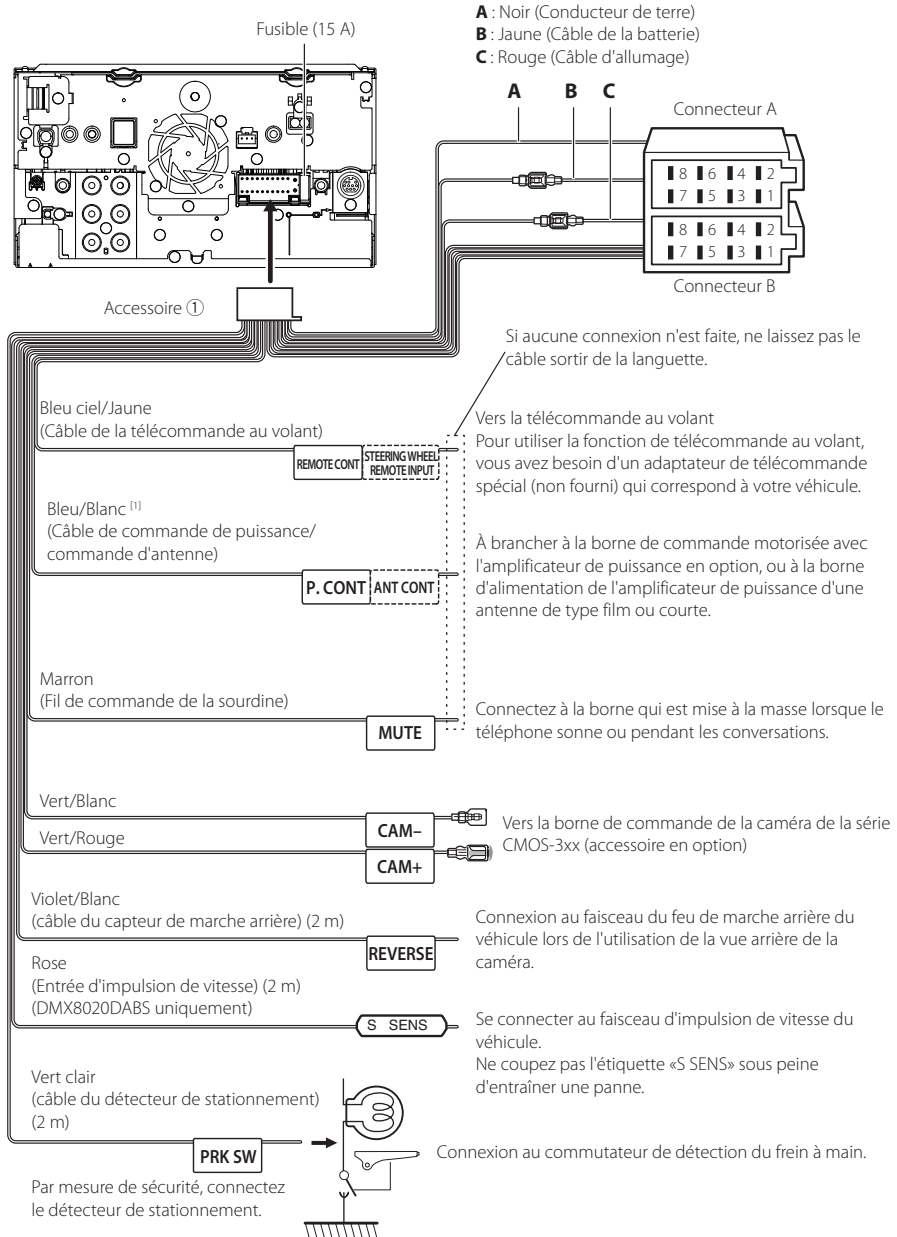 Fusible (15 A)
A : Noir (Conducteur de terre)
B : Jaune (Câble de la batterie)
C : Rouge (Câble d'allumage)
A B C
Connecteur A
8 6 4 2
7 5 3 1
8 6 4 2
7 5 3 1
Connecteur B
Accessoire ①
Si aucune connexion n'est faite, ne laissez pas le
câble sortir de la languette.
Bleu ciel/Jaune
(Câble de la télécommande au volant)
REMOTE CONT
STEERING WHEEL
REMOTE INPUT
Vers la télécommande au volant
Pour utiliser la fonction de télécommande au volant,
vous avez besoin d'un adaptateur de télécommande
spécial (non fourni) qui correspond à votre véhicule.
Bleu/Blanc [1]
(Câble de commande de puissance/
commande d'antenne)
P. CONT ANT CONT
À brancher à la borne de commande motorisée avec
l'amplificateur de puissance en option, ou à la borne
d'alimentation de l'amplificateur de puissance d'une
antenne de type film ou courte.
Marron
(Fil de commande de la sourdine)
MUTE
Connectez à la borne qui est mise à la masse lorsque le
téléphone sonne ou pendant les conversations.
Vert/Blanc
CAM–
Vert/Rouge
CAM+
Vers la borne de commande de la caméra de la série
CMOS-3xx (accessoire en option)
Violet/Blanc
(câble du capteur de marche arrière) (2 m)
REVERSE
Connexion au faisceau du feu de marche arrière du
véhicule lors de l'utilisation de la vue arrière de la
caméra.
Rose
(Entrée d'impulsion de vitesse) (2 m)
(DMX8020DABS uniquement)
S SENS
Se connecter au faisceau d'impulsion de vitesse du
véhicule.
Ne coupez pas l'étiquette «S SENS» sous peine
d'entraîner une panne.
Vert clair
(câble du détecteur de stationnement)
(2 m)
PRK SW
Connexion au commutateur de détection du frein à main.
Par mesure de sécurité, connectez
le détecteur de stationnement.